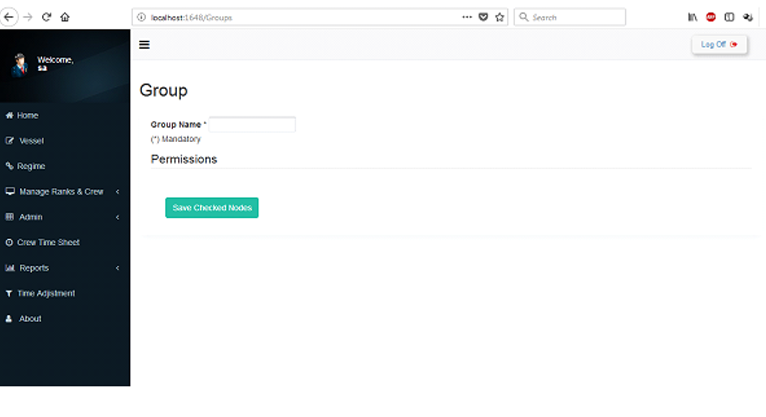 localhost:1648/Groups
Search
Welcome,
sa
Log Off
Home
Vessel
Regime
Manage Ranks & Crew
Admin
Crew Time Sheet
Reports
Time Adjistment
About
Group
Group Name *
(*) Mandatory
Permissions
Save Checked Nodes